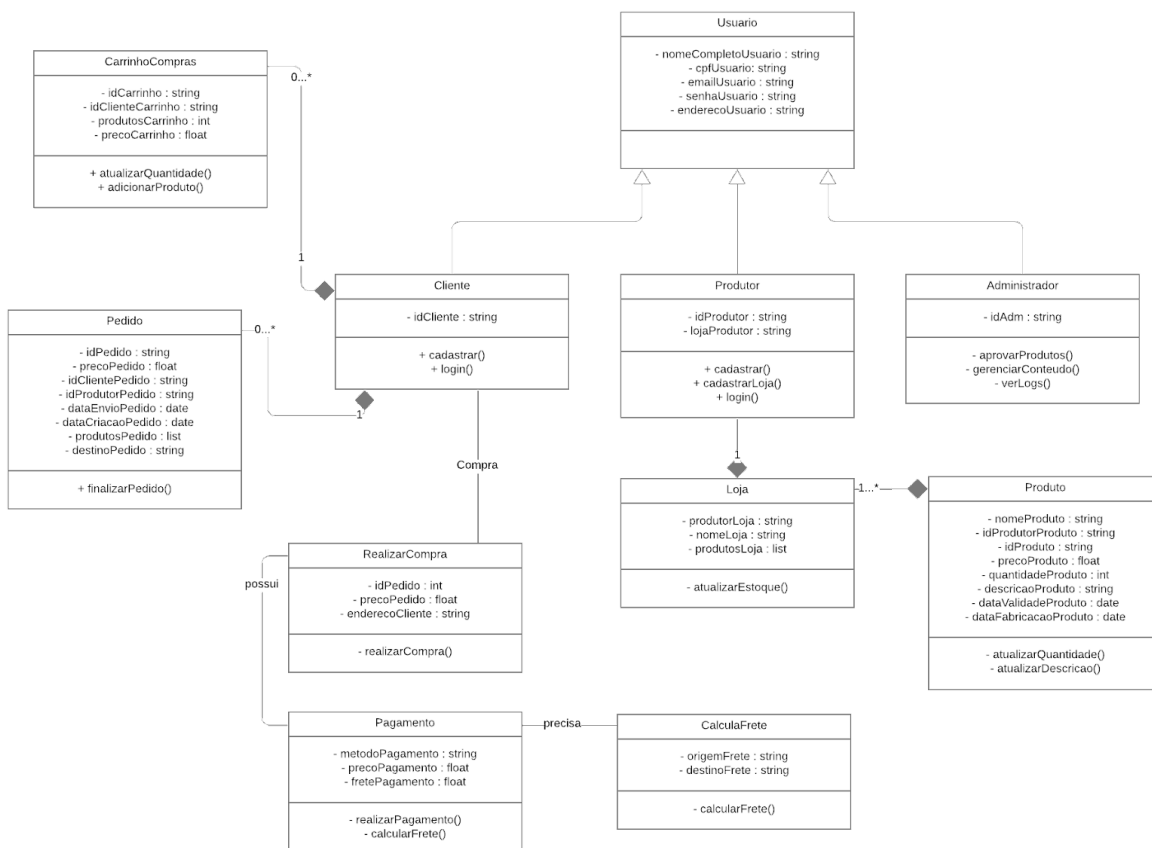 Usuario
- nomeCompletoUsuario : string
- cpfUsuario: string
- emailUsuario : string
- senhaUsuario : string
- enderecoUsuario : string
CarrinhoCompras
- idCarrinho : string
- idClienteCarrinho : string
- produtosCarrinho : int
- precoCarrinho : float
+ atualizarQuantidade()
+ adicionarProduto()
0...*
1
Cliente
- idCliente : string
+ cadastrar()
+ login()
Produtor
- idProdutor : string
- lojaProdutor : string
+ cadastrar()
+ cadastrarLoja()
+ login()
Administrador
- idAdm : string
- aprovarProdutos()
- gerenciarConteudo()
- verLogs()
Pedido
- idPedido : string
- precoPedido : float
- idClientePedido : string
- idProdutorPedido : string
- dataEnvioPedido : date
- dataCriacaoPedido : date
- produtosPedido : list
- destinoPedido : string
+ finalizarPedido()
0...*
1
Compra
1
Loja
- produtorLoja : string
- nomeLoja : string
- produtosLoja : list
- atualizarEstoque()
1...*
Produto
- nomeProduto : string
- idProdutorProduto : string
- idProduto : string
- precoProduto : float
- quantidadeProduto : int
- descricaoProduto : string
- dataValidadeProduto : date
- dataFabricacaoProduto : date
- atualizarQuantidade()
- atualizarDescricao()
RealizarCompra
- idPedido : int
- precoPedido : float
- enderecoCliente : string
- realizarCompra()
possui
Pagamento
- metodoPagamento : string
- precoPagamento : float
- fretePagamento : float
- realizarPagamento()
- calcularFrete()
precisa
CalculaFrete
- origemFrete : string
- destinoFrete : string
- calcularFrete()